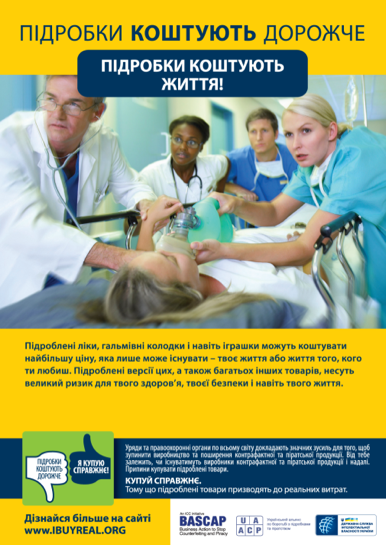 ПІДРОБКИ КОШТУЮТЬ ДОРОЖЧЕ
ПІДРОБКИ КОШТУЮТЬ
ЖИТТЯ!
Підроблені ліки, гальмівні колодки і навіть іграшки можуть коштувати
найбільшу ціну, яка лише може існувати – твоє життя або життя того, кого
ти любиш. Підроблені версії цих, а також багатьох інших товарів, несуть
великий ризик для твого здоров’я, твоєї безпеки і навіть твого життя.
ПІДРОБКИ
КОШТУЮТЬ
ДОРОЖЧЕ
Я КУПУЮ
СПРАВЖНЄ!
Уряди та правоохоронні органи по всьому світу докладають значних зусиль для того, щоб
зупинити виробництво та поширення контрафактної та піратської продукції. Від тебе
залежить, чи існуватимуть виробники контрафактної та піратської продукції і надалі.
Припини купувати підроблені товари.
КУПУЙ СПРАВЖНЄ.
Тому що підроблені товари призводять до реальних витрат.
Дізнайся більше на сайті
www.IBUYREAL.ORG
An ICC Initiative
BASCAP
Business Action to Stop
Counterfeiting and Piracy
UA
ACP
Український альянс
по боротьбі з підробками
та піратством
ДЕРЖАВНА СЛУЖБА
ІНТЕЛЕКТУАЛЬНОЇ
ВЛАСНОСТІ УКРАЇНИ